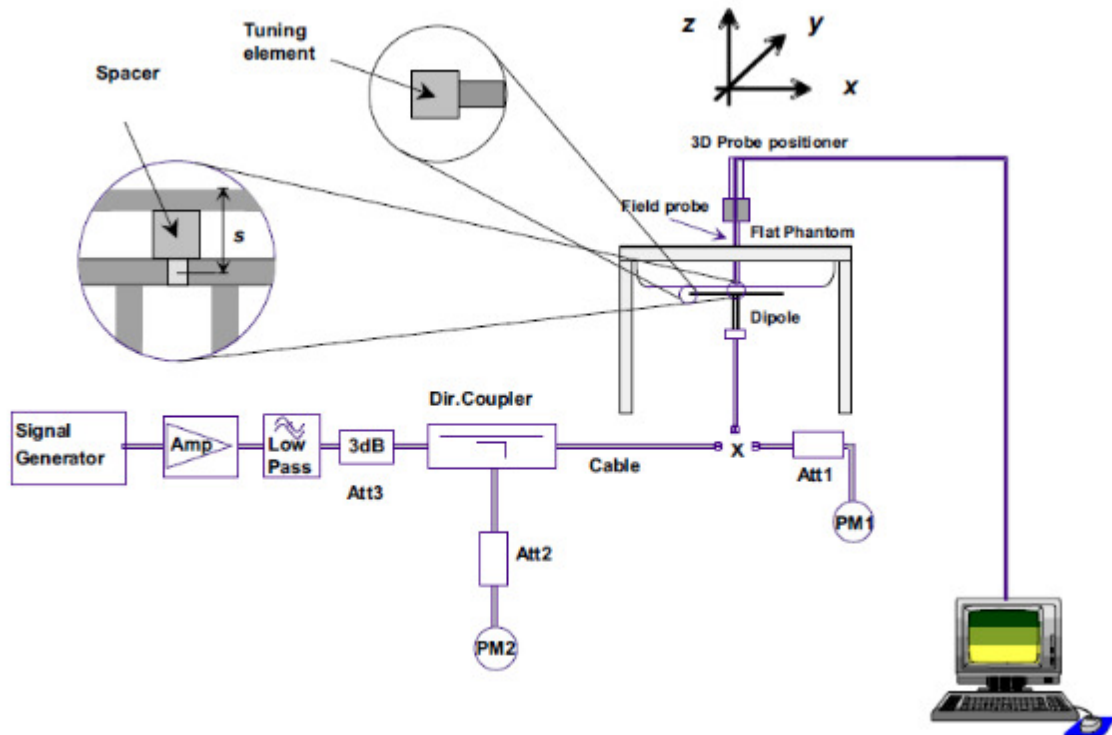 Tuning
element
Spacer
s
z
y
x
3D Probe positioner
Field probe
Flat Phantom
Dipole
Dir.Coupler
Signal
Generator
Amp
Low
Pass
3dB
Att3
Cable
X
Att1
PM1
Att2
PM2